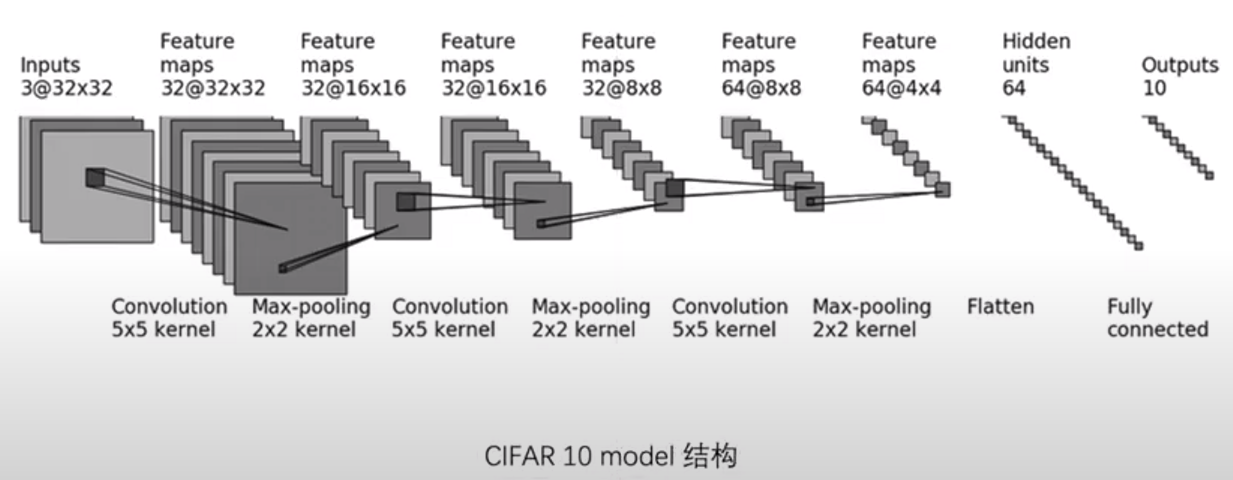 Inputs
3@32x32
Feature
maps
32@32x32
Feature
maps
32@16x16
Feature
maps
32@16x16
Feature
maps
32@8x8
Feature
maps
64@8x8
Feature
maps
64@4x4
Hidden
units
64
Outputs
10
Convolution
5x5 kernel
Max-pooling
2x2 kernel
Convolution
5x5 kernel
Max-pooling
2x2 kernel
Convolution
5x5 kernel
Max-pooling
2x2 kernel
Flatten
Fully
connected
CIFAR 10 model 结构